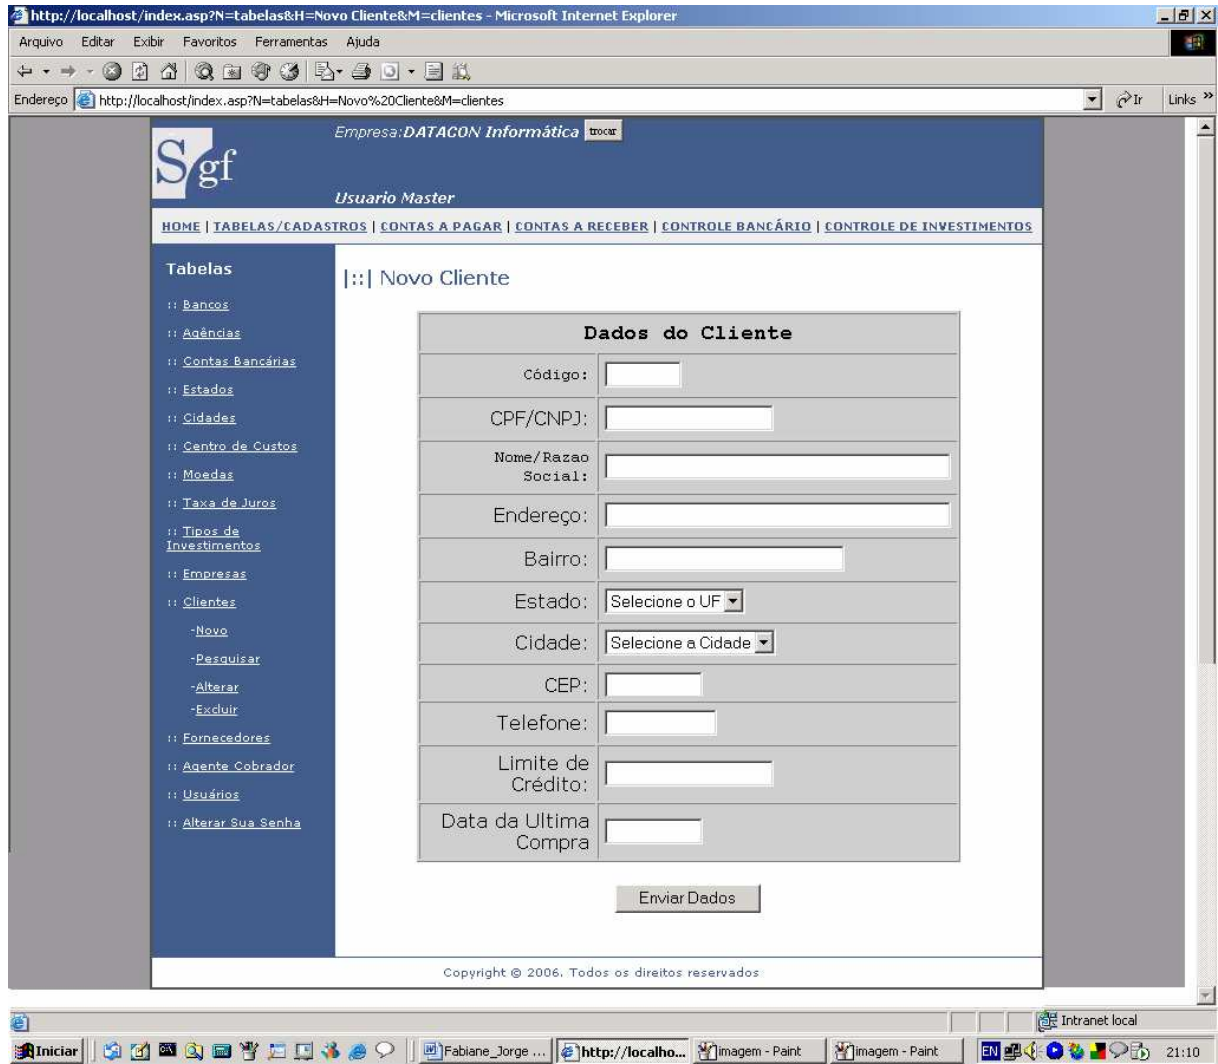 http://localhost/index.asp?N=tabelas&H=Novo Cliente&M=clientes - Microsoft Internet Explorer
Arquivo Editar Exibir Favoritos Ferramentas Ajuda
Endereço http://localhost/index.asp?N=tabelas&H=Novo%20Cliente&M=clientes Ir Links »
Sgf
Empresa:DATACON Informática trocar
Usuario Master
HOME | TABELAS/CADASTROS | CONTAS A PAGAR | CONTAS A RECEBER | CONTROLE BANCÁRIO | CONTROLE DE INVESTIMENTOS
Tabelas
:: Bancos
:: Agências
:: Contas Bancárias
:: Estados
:: Cidades
:: Centro de Custos
:: Moedas
:: Taxa de Juros
:: Tipos de
Investimentos
:: Empresas
:: Clientes
-Novo
-Pesquisar
-Alterar
-Excluir
:: Fornecedores
:: Agente Cobrador
:: Usuários
:: Alterar Sua Senha
|::| Novo Cliente
Dados do Cliente
Código:
CPF/CNPJ:
Nome/Razao
Social:
Endereço:
Bairro:
Estado: Selecione o UF
Cidade: Selecione a Cidade
CEP:
Telefone:
Limite de
Crédito:
Data da Ultima
Compra
Enviar Dados
Copyright © 2006. Todos os direitos reservados
Intranet local
Iniciar Fabiane_Jorge ... http://localho... imagem - Paint imagem - Paint EN 21:10